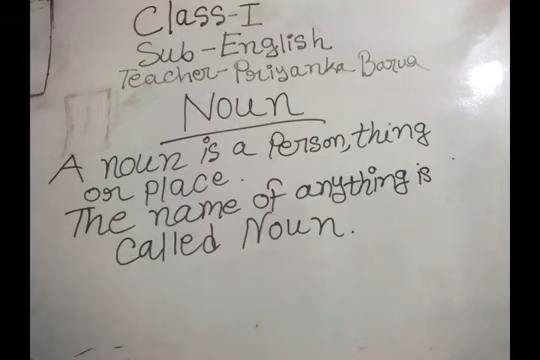 Class-I
Sub-English
Teacher-Priyanka Barua
Noun
A noun is a Person, thing
or place.
The name of anything is
called Noun.